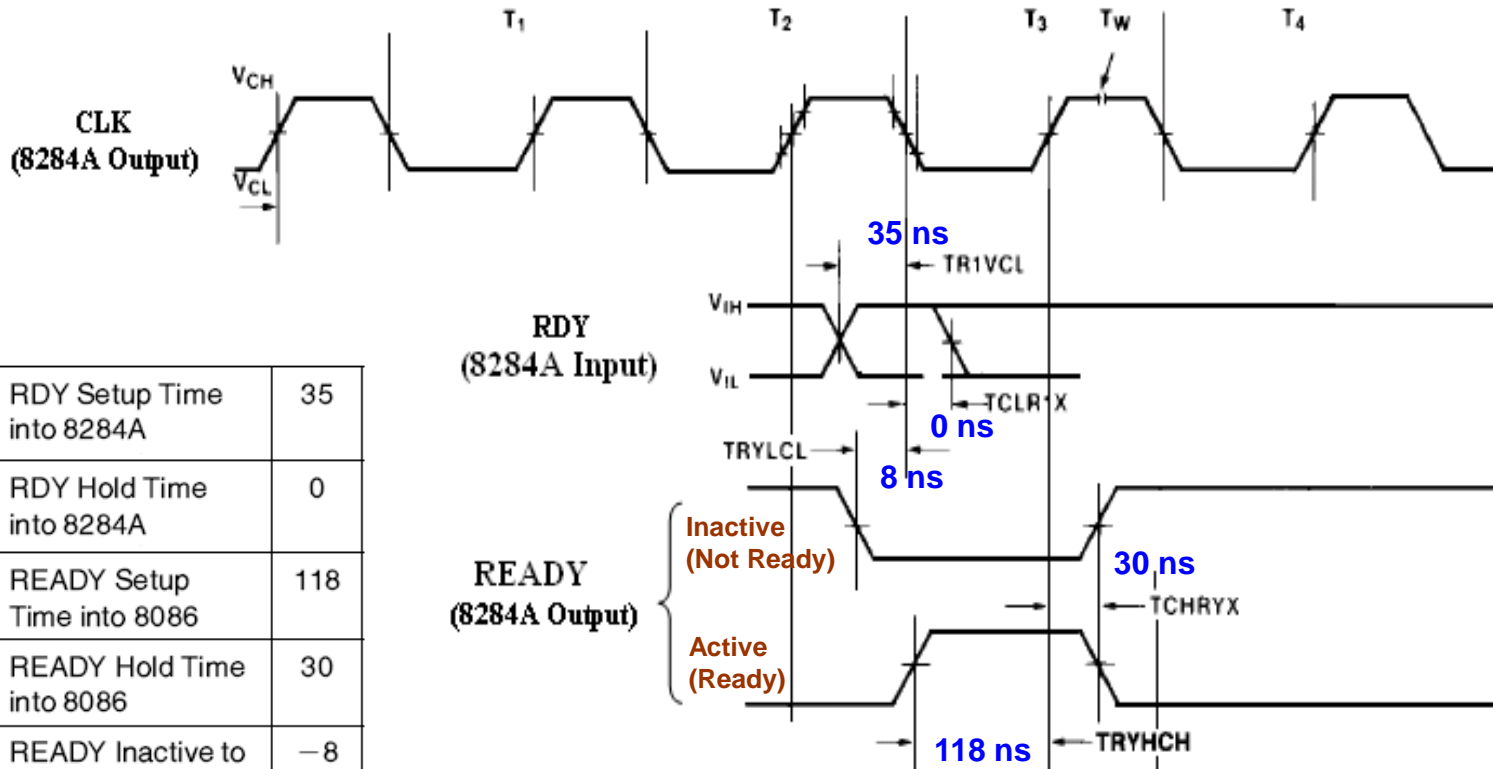 T1 T2 T3 TW T4
VCH
CLK
(8284A Output)
VCL
35 ns
TR1VCL
VIH
RDY
(8284A Input)
VIL
TCLR1X
0 ns
TRYLCL
8 ns
Inactive
(Not Ready)
READY
(8284A Output)
30 ns
TCHRYX
Active
(Ready)
118 ns
TRYHCH
RDY Setup Time 35
into 8284A
RDY Hold Time 0
into 8284A
READY Setup 118
Time into 8086
READY Hold Time 30
into 8086
READY Inactive to −8